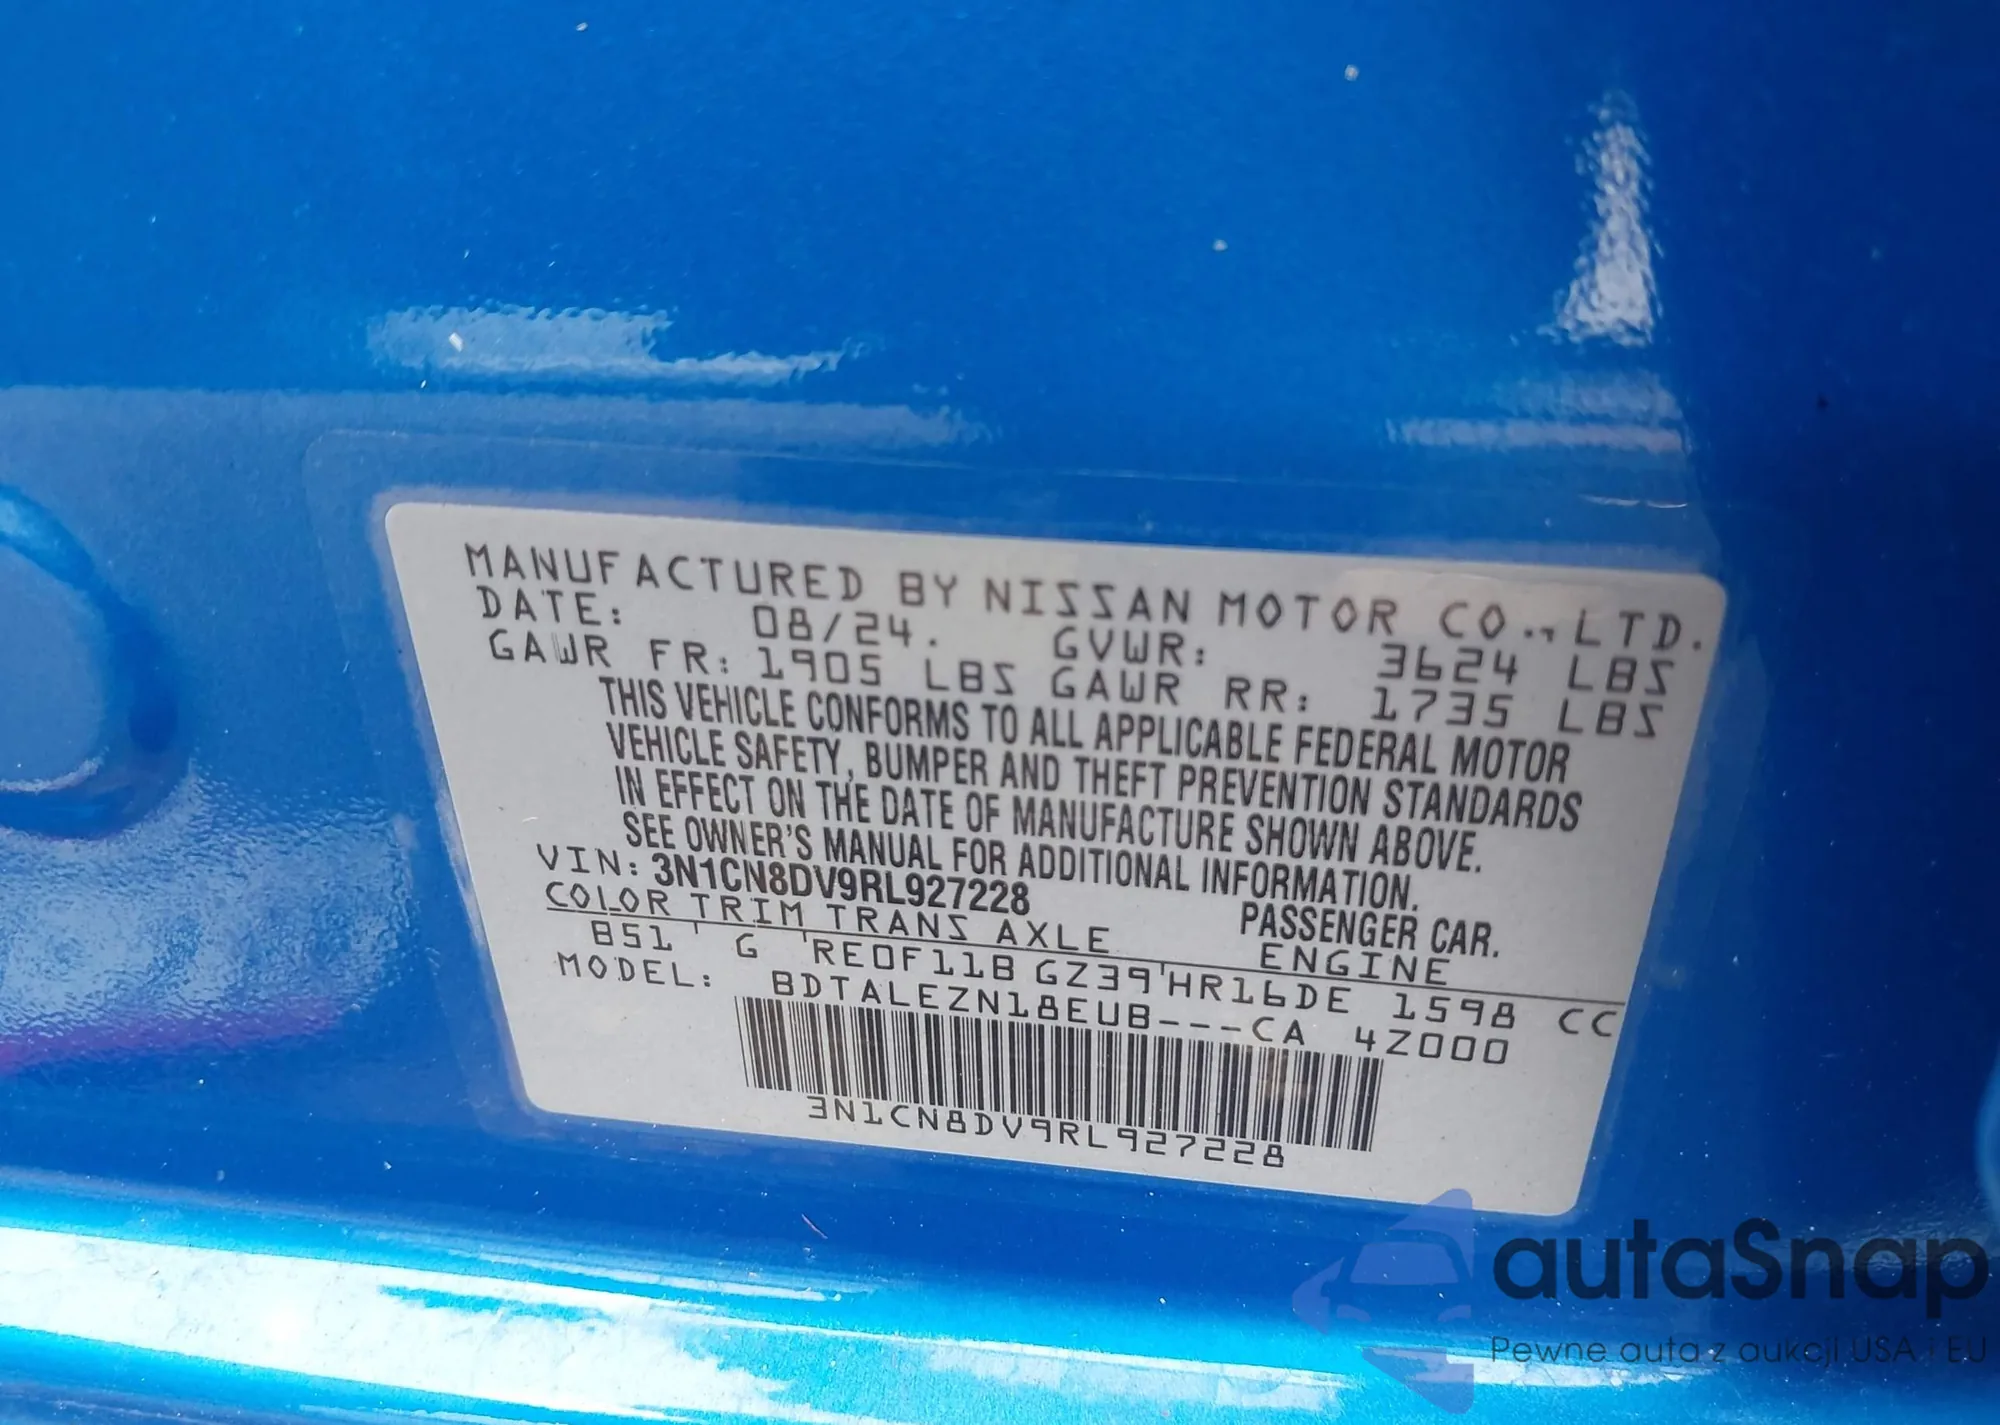 MANUFACTURED BY NISSAN MOTOR CO., LTD.
DATE: 08/24. GVWR: 3624 LBS
GAWR FR: 1905 LBS GAWR RR: 1735 LBS
THIS VEHICLE CONFORMS TO ALL APPLICABLE FEDERAL MOTOR
VEHICLE SAFETY, BUMPER AND THEFT PREVENTION STANDARDS
IN EFFECT ON THE DATE OF MANUFACTURE SHOWN ABOVE.
SEE OWNER'S MANUAL FOR ADDITIONAL INFORMATION.
VIN: 3N1CN8DV9RL927228 PASSENGER CAR.
COLOR TRIM TRANS AXLE ENGINE
B51 G RE0F11B GZ39 HR16DE 1598 CC
MODEL: BDTALEZN18EUB---CA 4Z000
3N1CN8DV9RL927228
autaSnap
Pewne auta z aukcji USA i EU